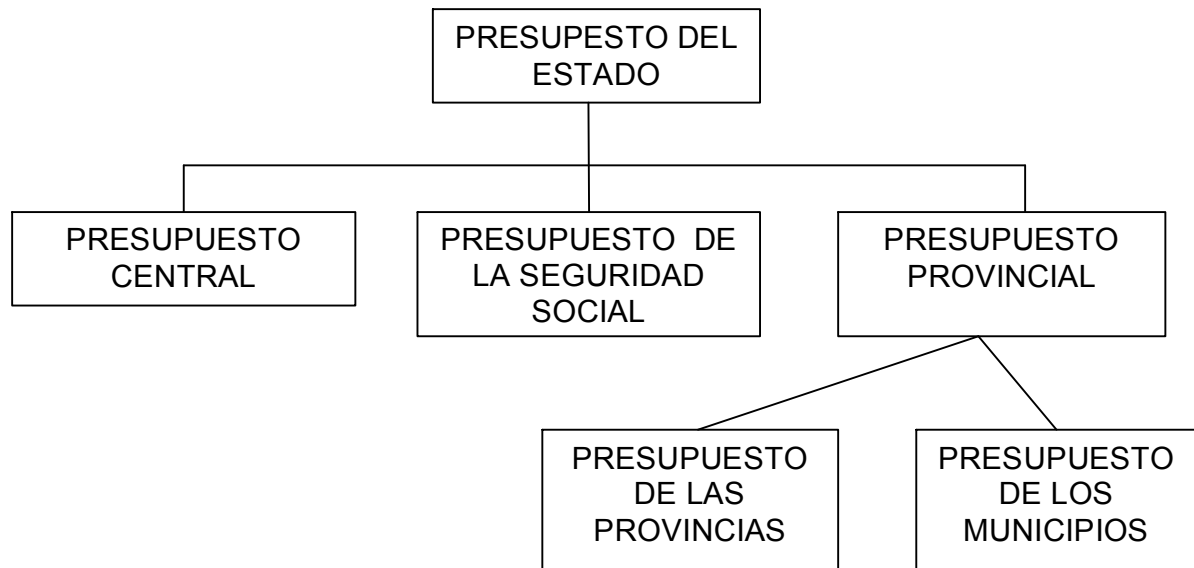 PRESUPESTO DEL
ESTADO
PRESUPUESTO
CENTRAL
PRESUPUESTO DE
LA SEGURIDAD
SOCIAL
PRESUPUESTO
PROVINCIAL
PRESUPUESTO
DE LAS
PROVINCIAS
PRESUPUESTO
DE LOS
MUNICIPIOS